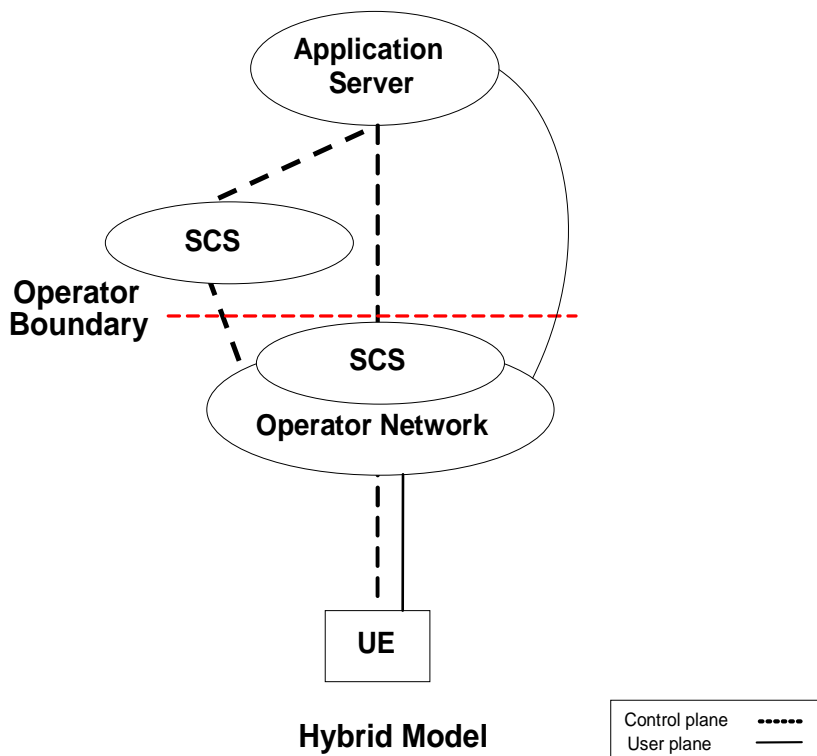 Application
Server
SCS
Operator
Boundary
SCS
Operator Network
UE
Hybrid Model
Control plane
User plane